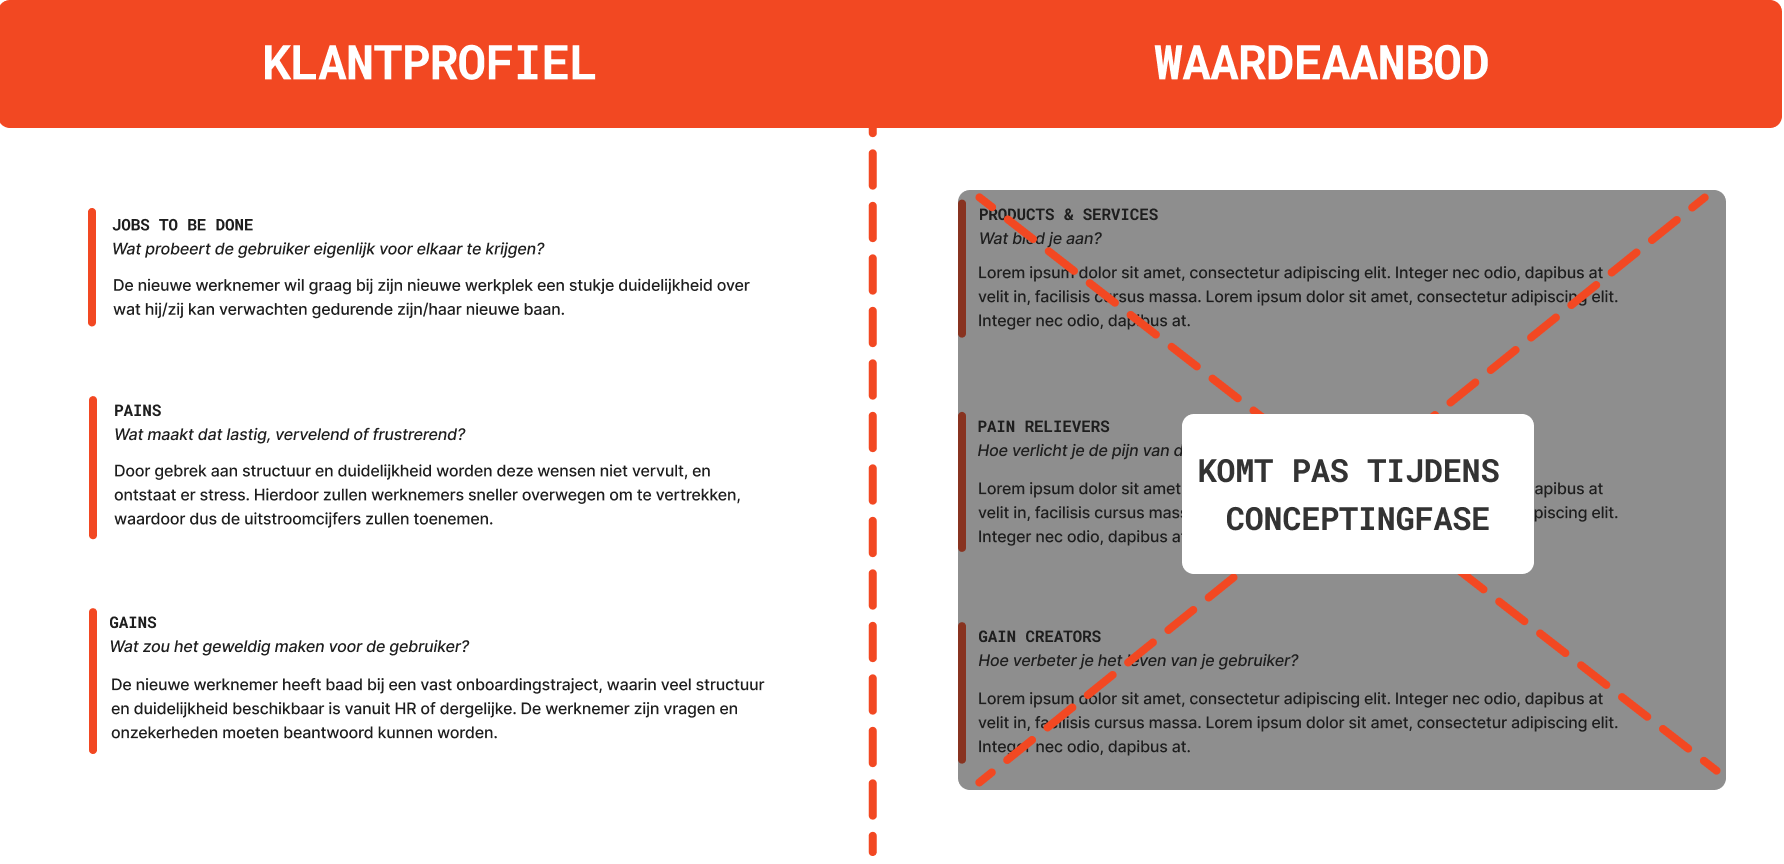 KLANTPROFIEL
WAARDEAANBOD
JOBS TO BE DONE
Wat probeert de gebruiker eigenlijk voor elkaar te krijgen?
De nieuwe werknemer wil graag bij zijn nieuwe werkplek een stukje duidelijkheid over
wat hij/zij kan verwachten gedurende zijn/haar nieuwe baan.
PAINS
Wat maakt dat lastig, vervelend of frustrerend?
Door gebrek aan structuur en duidelijkheid worden deze wensen niet vervult, en
ontstaat er stress. Hierdoor zullen werknemers sneller overwegen om te vertrekken,
waardoor dus de uitstroomcijfers zullen toenemen.
GAINS
Wat zou het geweldig maken voor de gebruiker?
De nieuwe werknemer heeft baad bij een vast onboardingstraject, waarin veel structuur
en duidelijkheid beschikbaar is vanuit HR of dergelijke. De werknemer zijn vragen en
onzekerheden moeten beantwoord kunnen worden.
PRODUCTS & SERVICES
Wat bied je aan?
Lorem ipsum dolor sit amet, consectetur adipiscing elit. Integer nec odio, dapibus at
velit in, facilisis cursus massa. Lorem ipsum dolor sit amet, consectetur adipiscing elit.
Integer nec odio, dapibus at.
PAIN RELIEVERS
Hoe verlicht je de pijn van
Lorem ipsum dolor sit amet apibus at
velit in, facilisis cursus piscing elit.
Integer nec odio, dapibus
KOMT PAS TIJDENS
CONCEPTINGFASE
GAIN CREATORS
Hoe verbeter je het leven van je gebruiker?
Lorem ipsum dolor sit amet, consectetur adipiscing elit. Integer nec odio, dapibus at
velit in, facilisis cursus massa. Lorem ipsum dolor sit amet, consectetur adipiscing elit.
Integer nec odio, dapibus at.